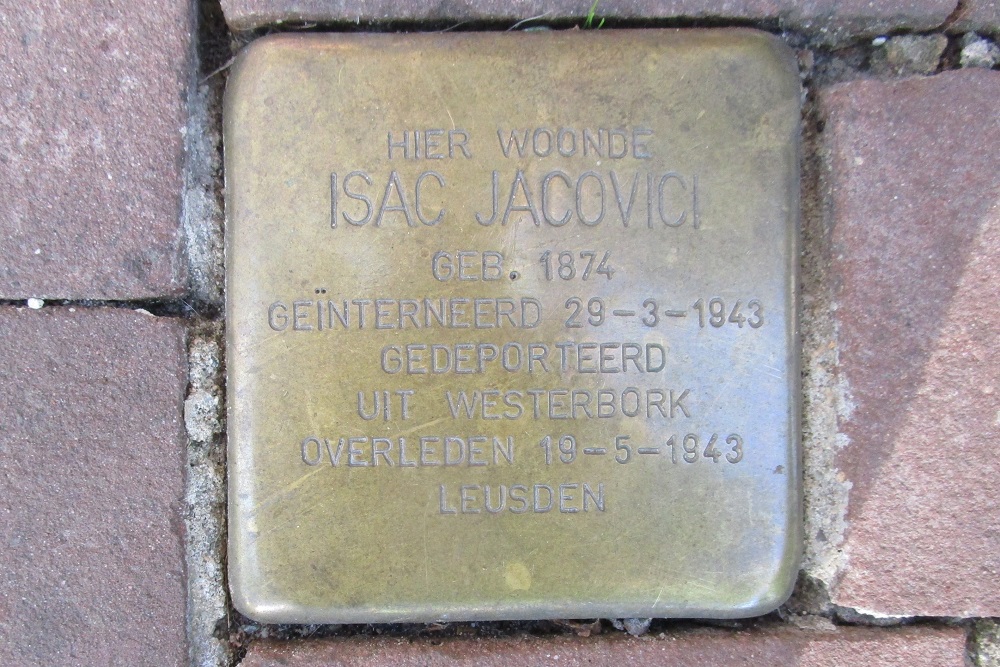 HIER WOONDE
ISAC JACOVICI
GEB. 1874
GEÏNTERNEERD 29-3-1943
GEDEPORTEERD
UIT WESTERBORK
OVERLEDEN 19-5-1943
LEUSDEN